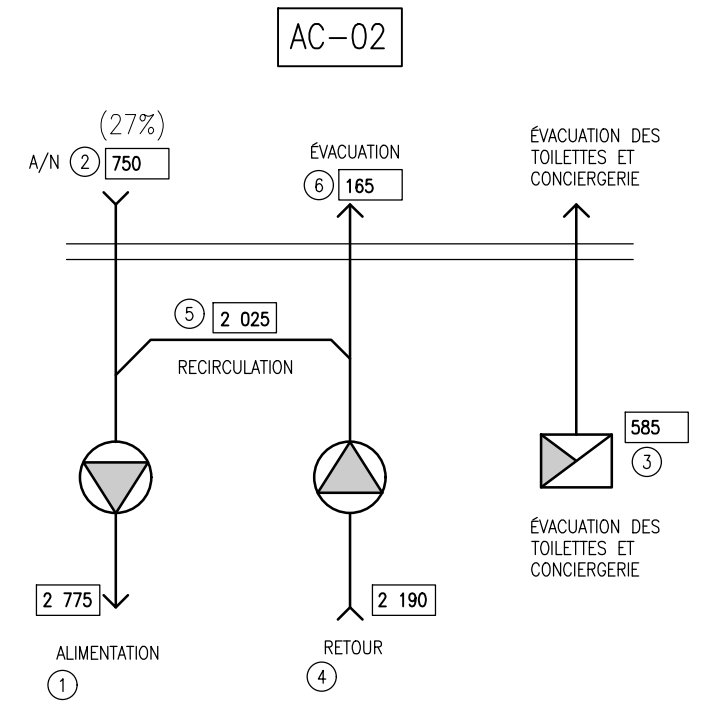 AC-02
(27%)
A/N 2 750
ÉVACUATION
6 165
ÉVACUATION DES
TOILETTES ET
CONCIERGERIE
5 2 025
RECIRCULATION
585
3
ÉVACUATION DES
TOILETTES ET
CONCIERGERIE
2 775
ALIMENTATION
1
2 190
RETOUR
4